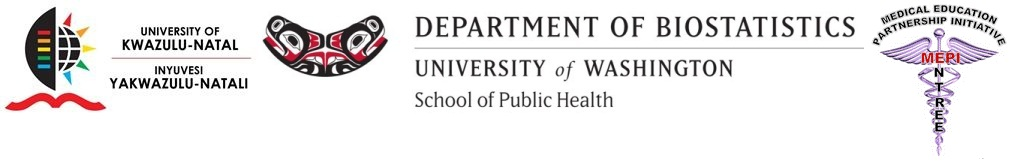 UNIVERSITY OF
KWAZULU-NATAL
INYUVESI
YAKWAZULU-NATALI
DEPARTMENT OF BIOSTATISTICS
UNIVERSITY of WASHINGTON
School of Public Health
MEDICAL EDUCATION
PARTNERSHIP INITIATIVE
MEPI
ENTREE